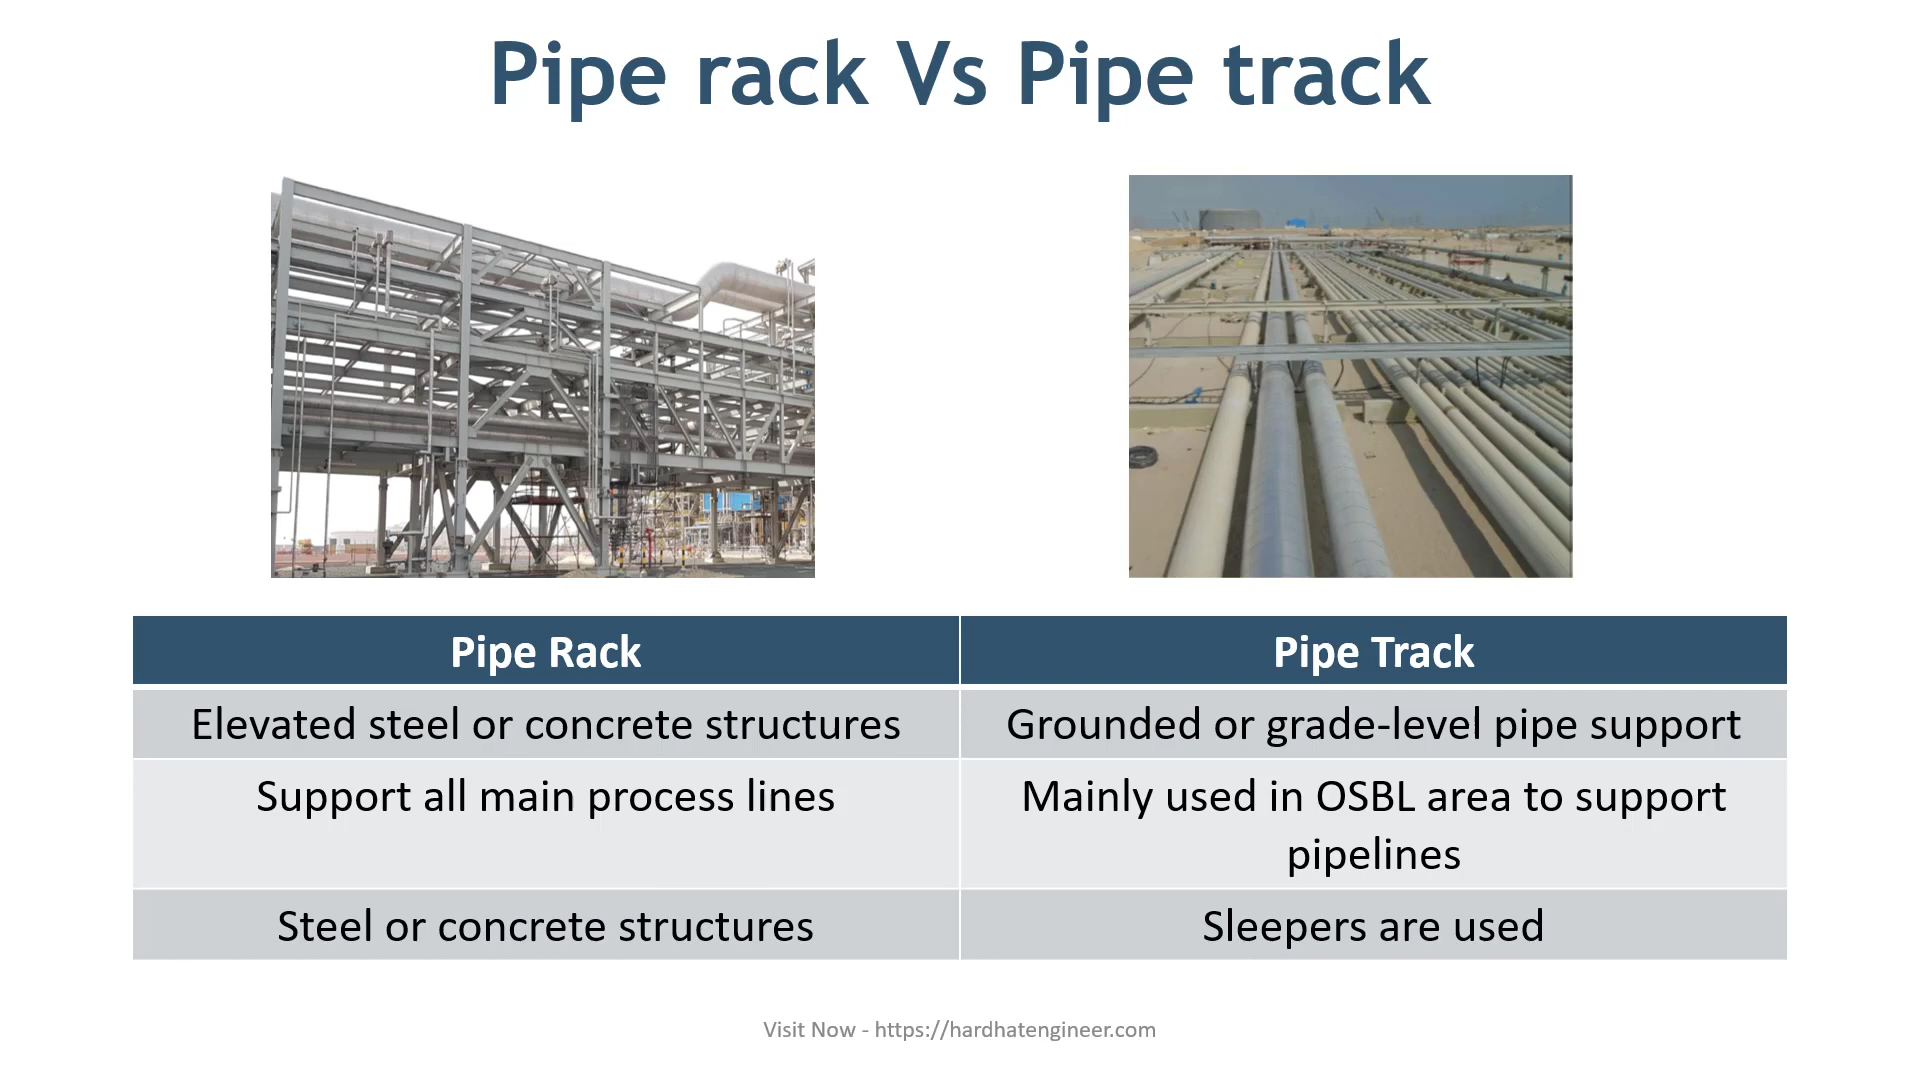 Pipe rack Vs Pipe track
Pipe Rack
Pipe Track
Elevated steel or concrete structures
Grounded or grade-level pipe support
Support all main process lines
Mainly used in OSBL area to support
pipelines
Steel or concrete structures
Sleepers are used
Visit Now - https://hardhatengineer.com